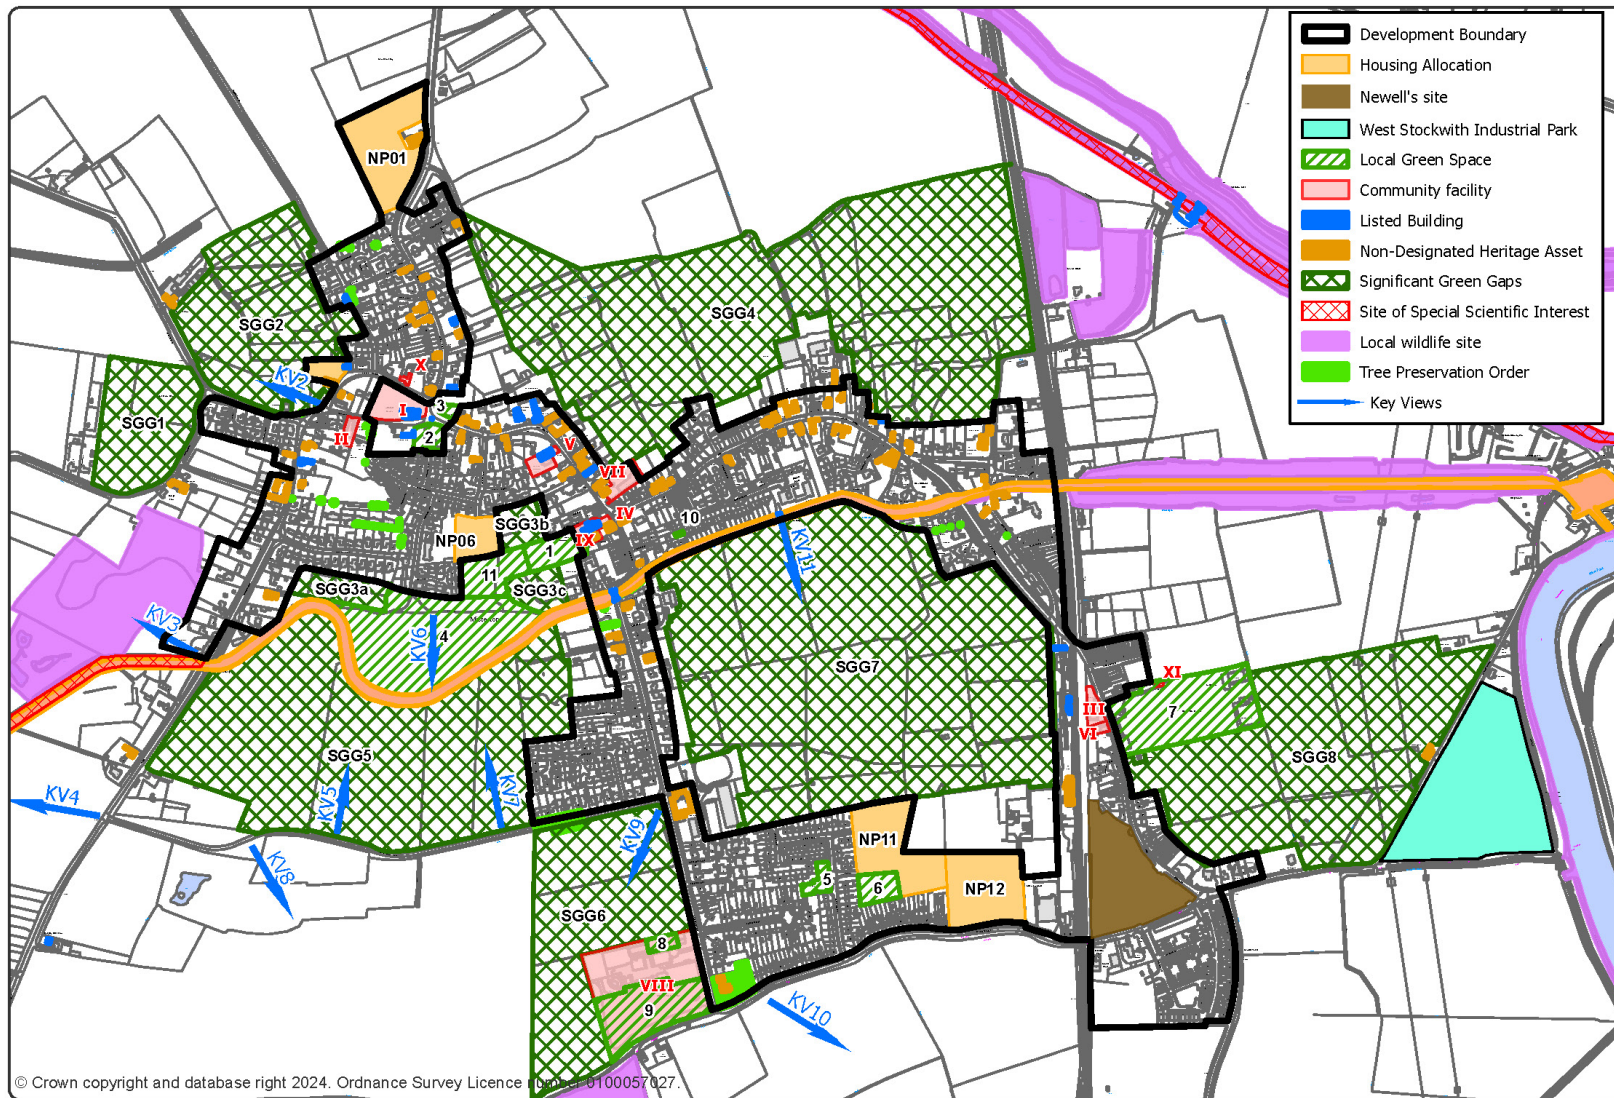 Development Boundary
Housing Allocation
Newell's site
West Stockwith Industrial Park
Local Green Space
Community facility
Listed Building
Non-Designated Heritage Asset
Significant Green Gaps
Site of Special Scientific Interest
Local wildlife site
Tree Preservation Order
Key Views
NP01
SGG2
SGG4
X
KV2
SGG1
I
3
2
II
V
VII
IV
10
SGG3b
NP06
IX
1
11
KV11
SGG3a
SGG3c
KV3
4
KV6
SGG7
XI
III
7
VI
SGG5
SGG8
KV4
KV5
KV7
KV9
NP11
KV8
5
6
NP12
SGG6
8
VIII
9
KV10
© Crown copyright and database right 2024. Ordnance Survey Licence number 0100057027.